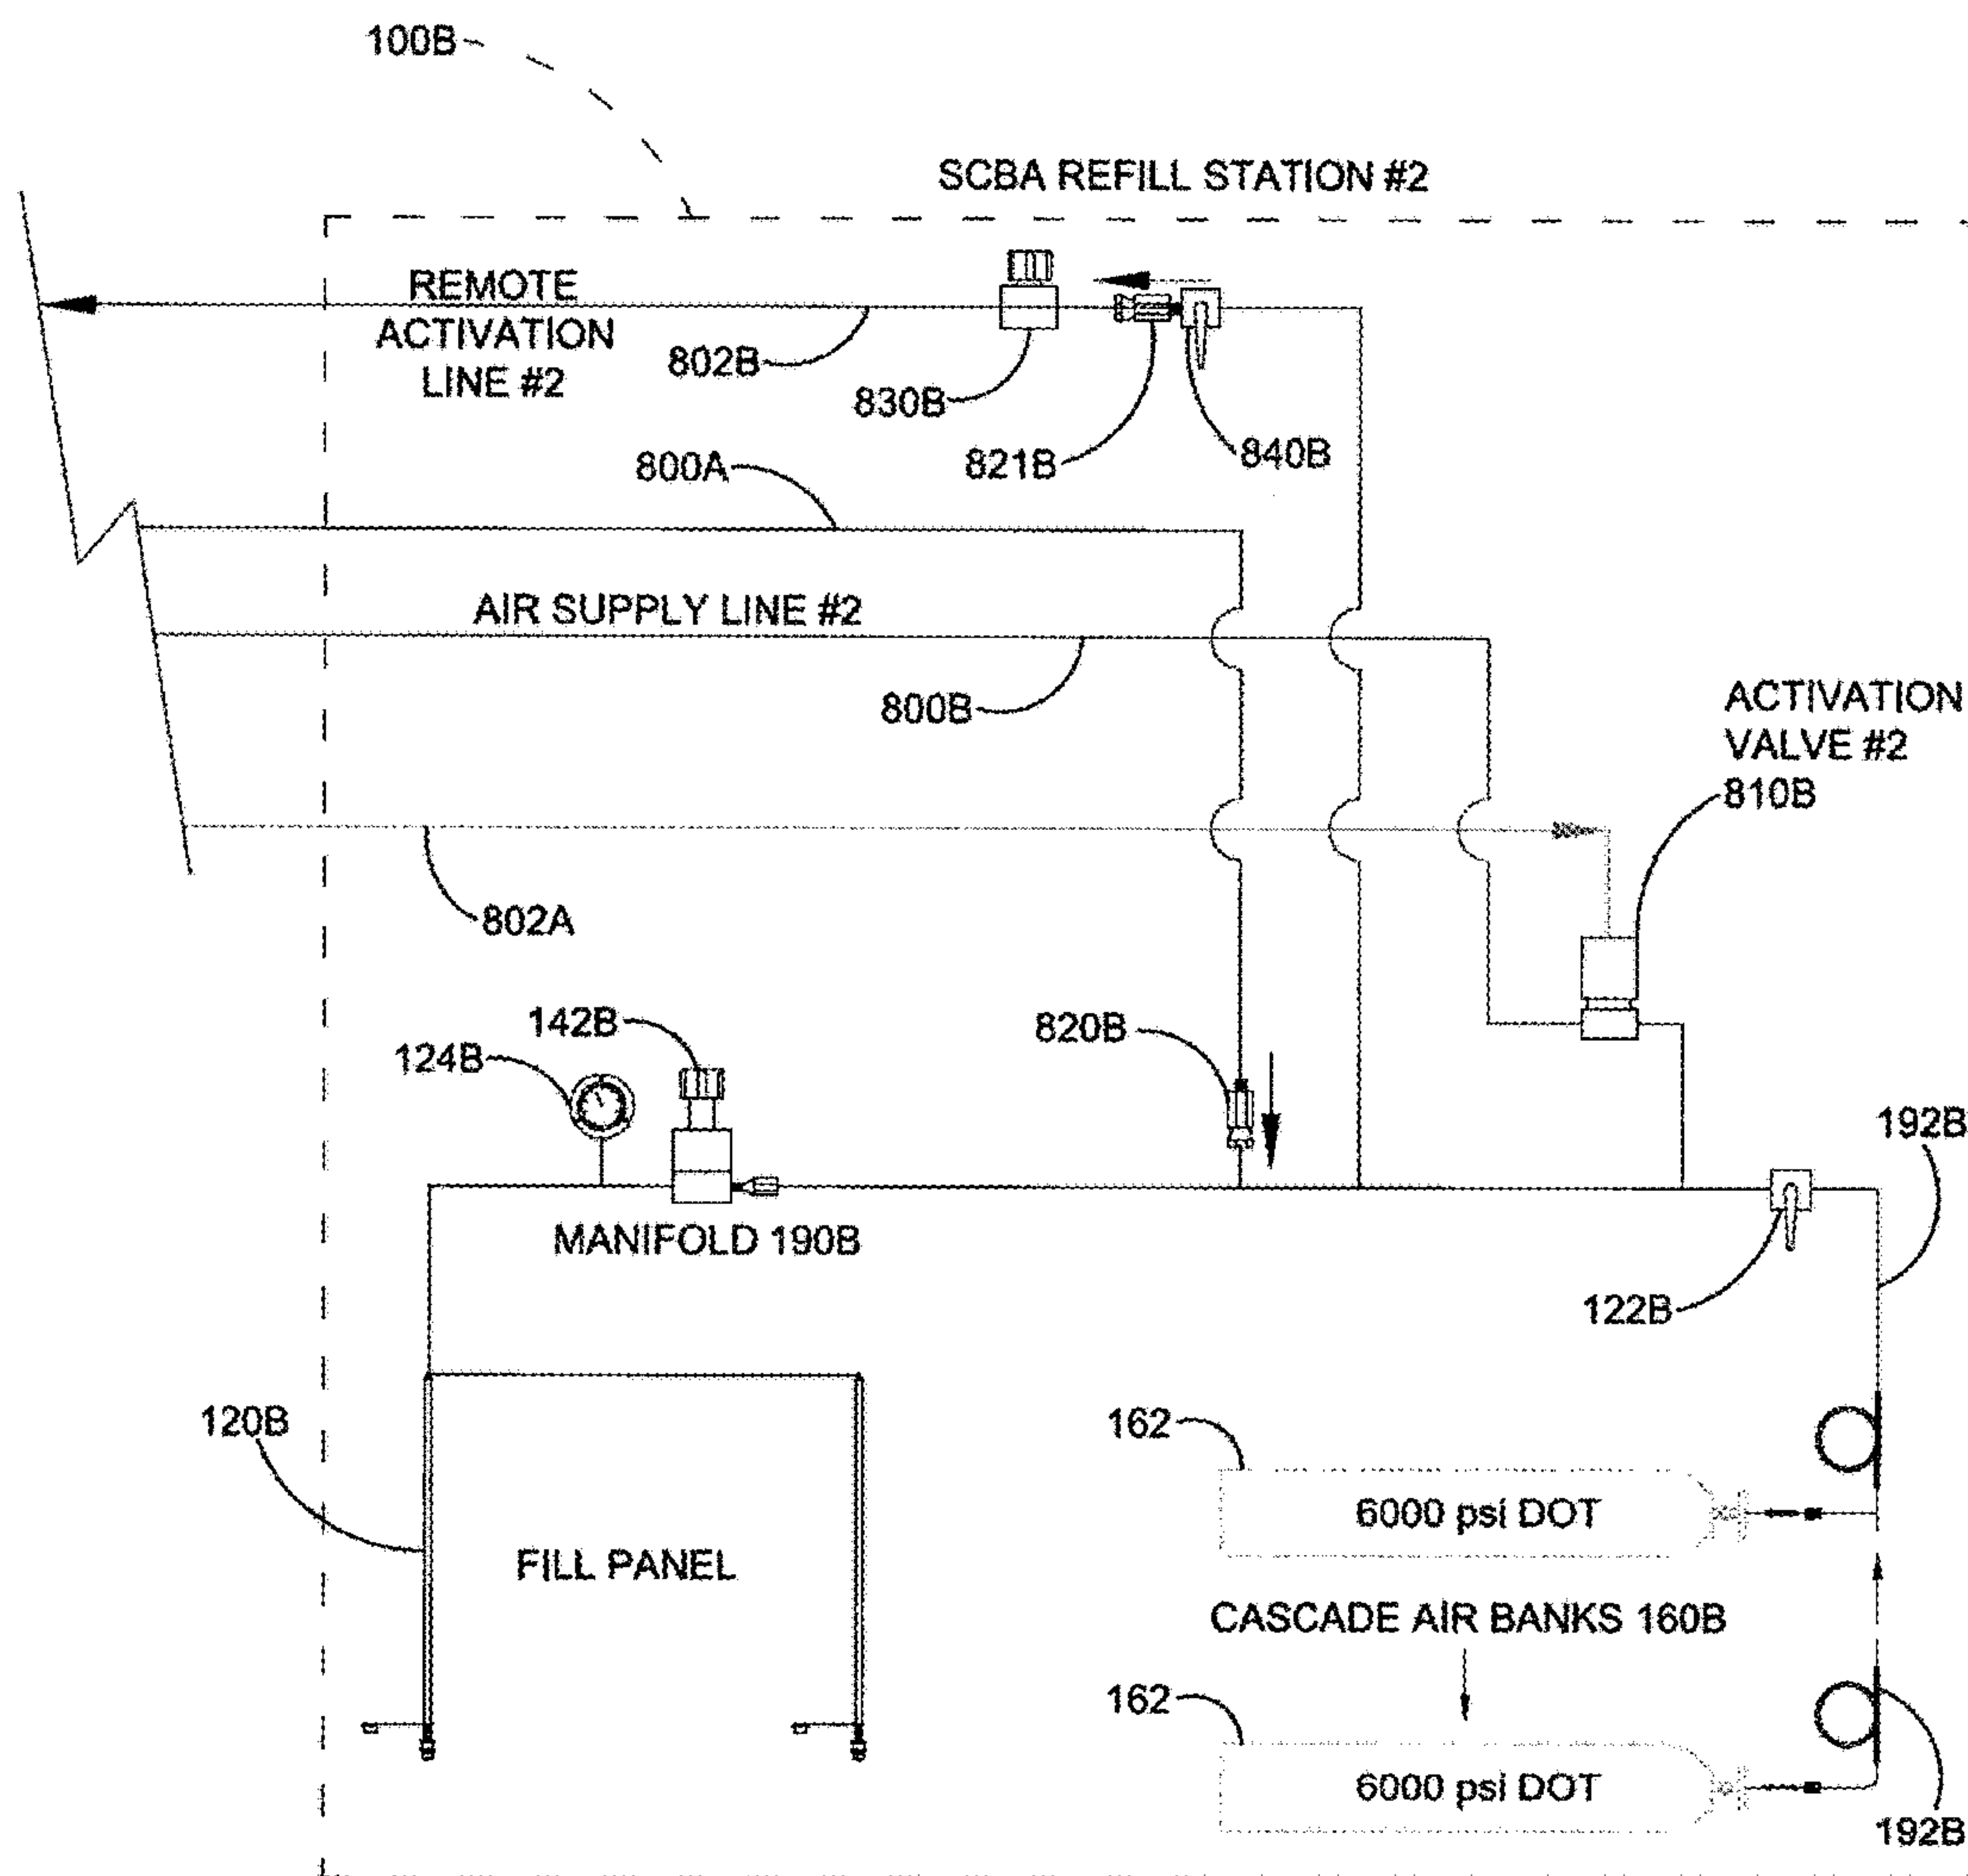 100B
SCBA REFILL STATION #2
REMOTE
ACTIVATION
LINE #2
802B
830B
821B
840B
800A
AIR SUPPLY LINE #2
800B
ACTIVATION
VALVE #2
810B
802A
142B
124B
820B
192B
MANIFOLD 190B
122B
120B
162
6000 psi DOT
FILL PANEL
CASCADE AIR BANKS 160B
162
6000 psi DOT
192B